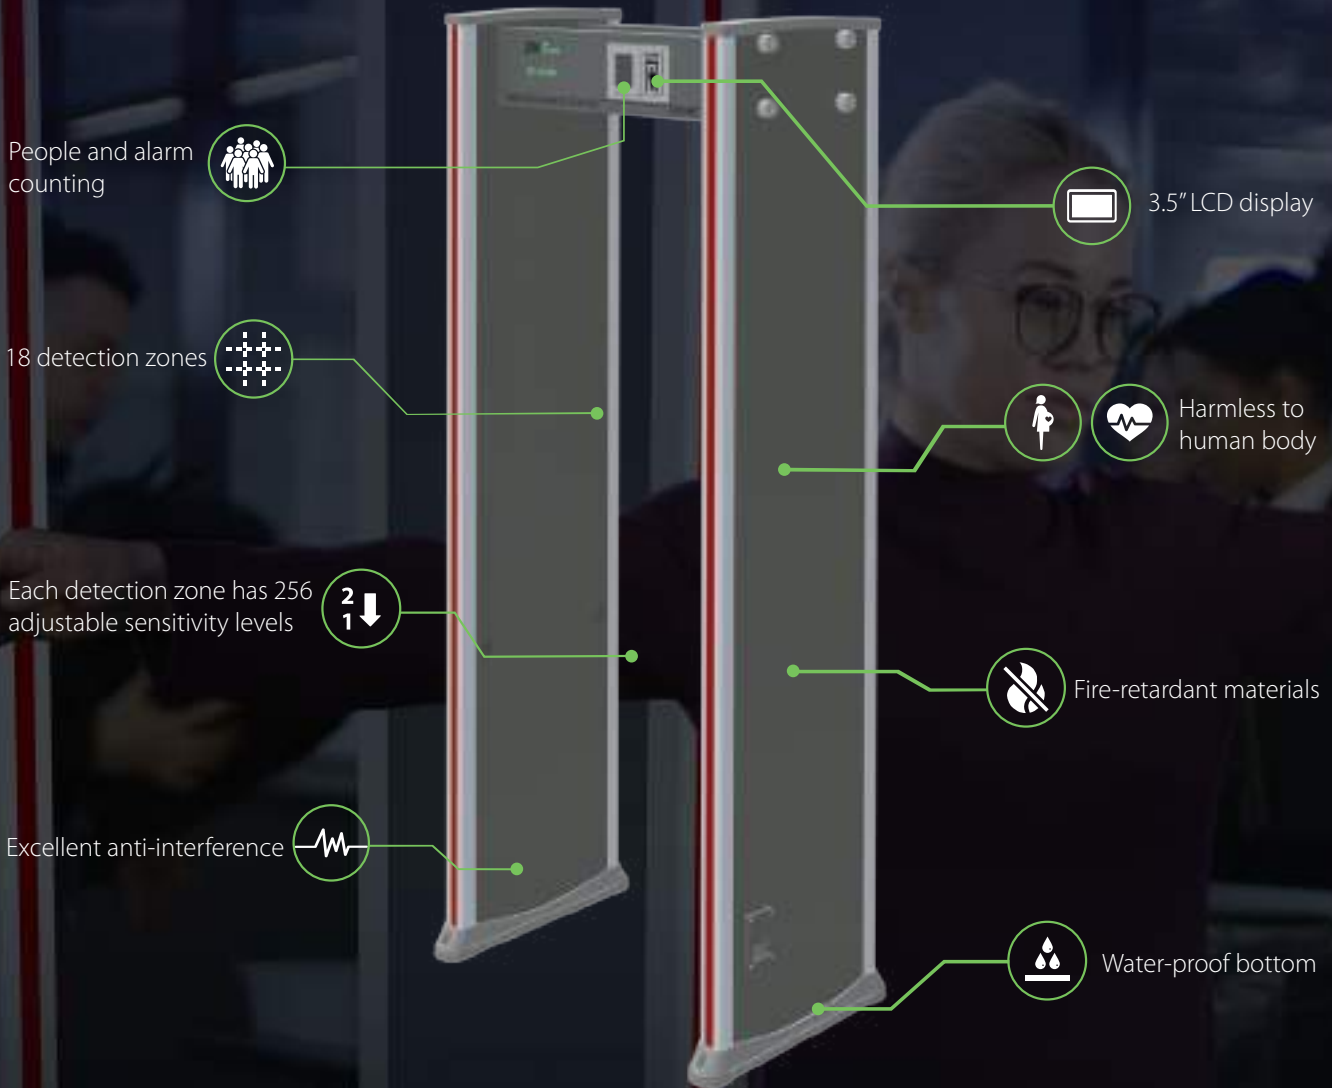 People and alarm
counting
3.5" LCD display
18 detection zones
Harmless to
human body
Each detection zone has 256
adjustable sensitivity levels
2
1
Fire-retardant materials
Excellent anti-interference
Water-proof bottom